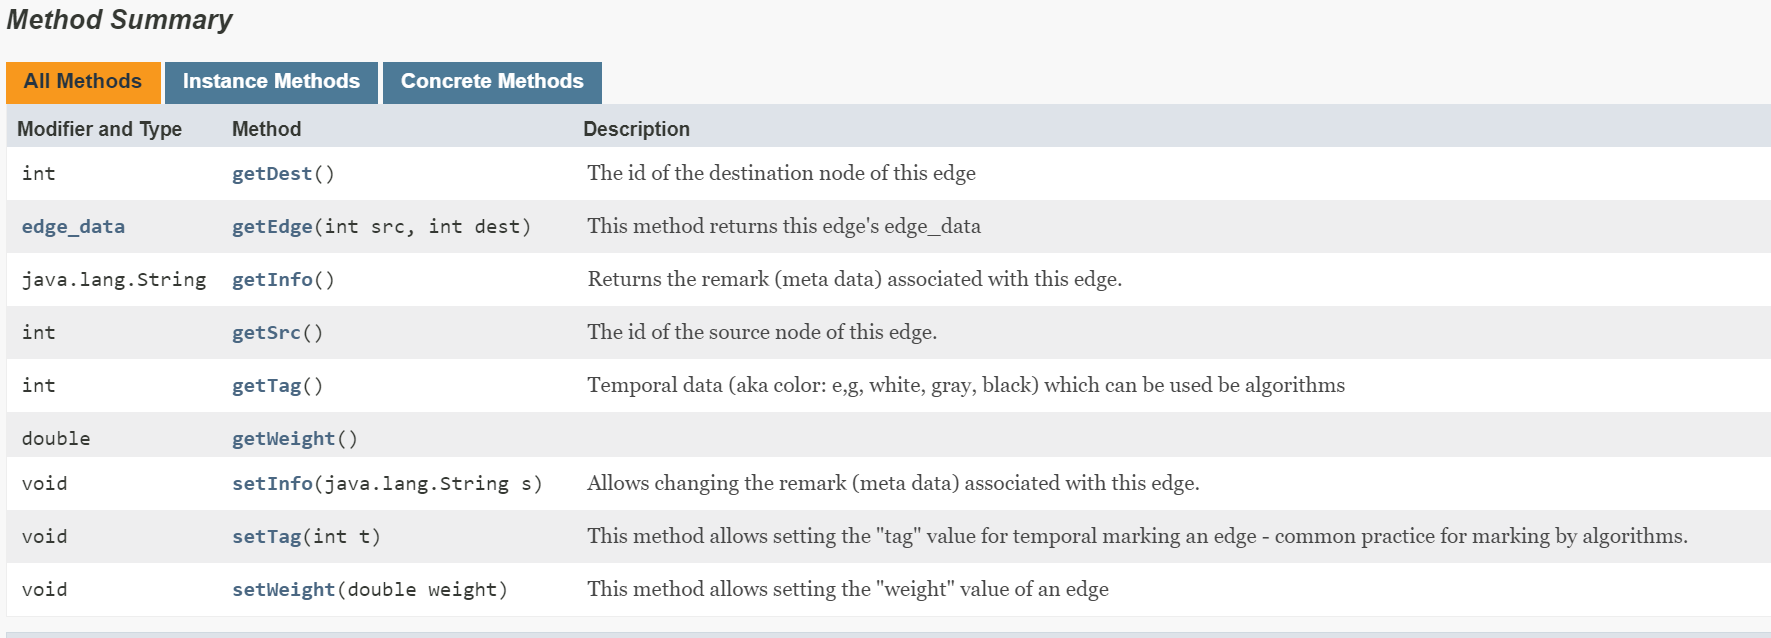 Method Summary
All Methods Instance Methods Concrete Methods
Modifier and Type Method Description
int getDest() The id of the destination node of this edge
edge_data getEdge(int src, int dest) This method returns this edge's edge_data
java.lang.String getInfo() Returns the remark (meta data) associated with this edge.
int getSrc() The id of the source node of this edge.
int getTag() Temporal data (aka color: e,g, white, gray, black) which can be used be algorithms
double getWeight()
void setInfo(java.lang.String s) Allows changing the remark (meta data) associated with this edge.
void setTag(int t) This method allows setting the "tag" value for temporal marking an edge - common practice for marking by algorithms.
void setWeight(double weight) This method allows setting the "weight" value of an edge